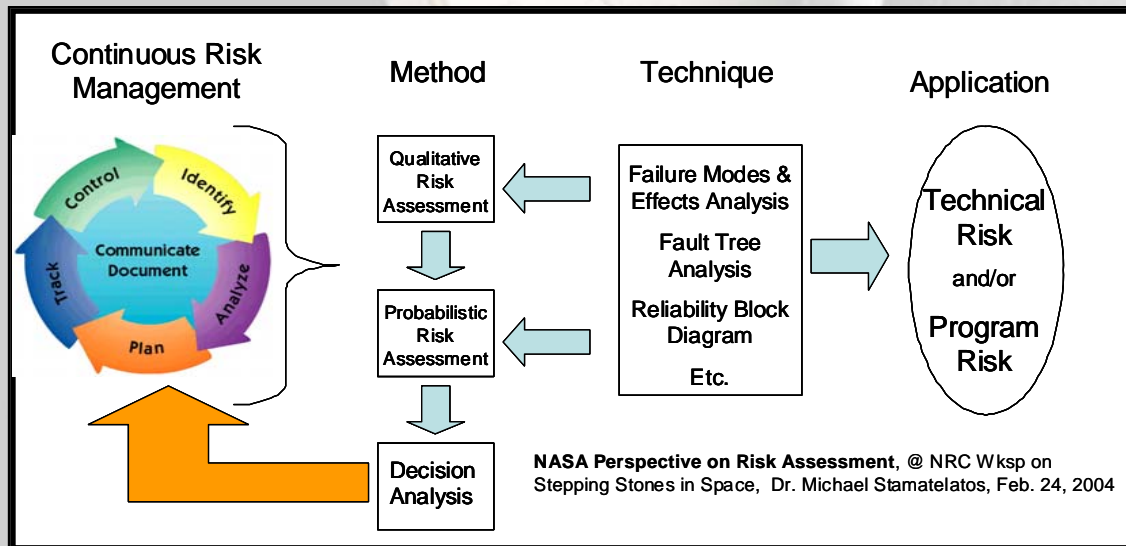 Continuous Risk
Management
Method
Technique
Application
Control
Identify
Analyze
Plan
Track
Communicate
Document
Qualitative
Risk
Assessment
Probabilistic
Risk
Assessment
Decision
Analysis
Failure Modes &
Effects Analysis
Fault Tree
Analysis
Reliability Block
Diagram
Etc.
Technical
Risk
and/or
Program
Risk
NASA Perspective on Risk Assessment, @ NRC Wksp on
Stepping Stones in Space, Dr. Michael Stamatelatos, Feb. 24, 2004